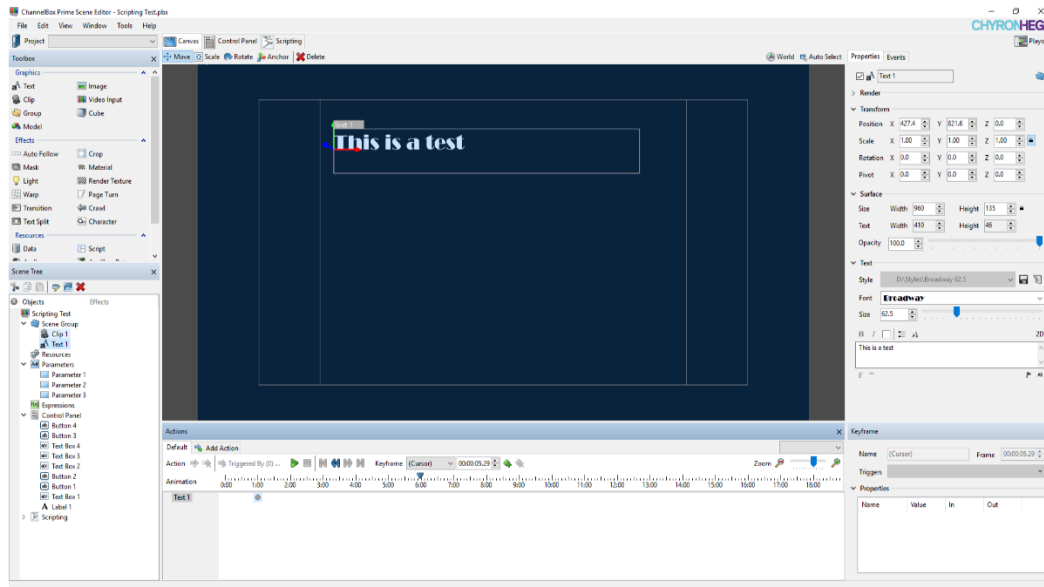 ChannelBox Prime Scene Editor - Scripting Test.pbx
File Edit View Window Tools Help
CHYRONHEG
Project
Canvas Control Panel Scripting
Playo
Toolbox
Move Scale Rotate Anchor Delete
World Auto Select
Properties Events
Graphics
Text Image
Clip Video Input
Group Cube
Model
Effects
Auto Follow Crop
Mask Material
Light Render Texture
Warp Page Turn
Transition Crawl
Text Split Character
Resources
Data Script
Scene Tree
Objects Effects
Scripting Test
Scene Group
Clip 1
Text 1
Resources
Parameters
Parameter 1
Parameter 2
Parameter 3
Expressions
Control Panel
Button 4
Button 3
Text Box 4
Text Box 3
Text Box 2
Button 2
Button 1
Text Box 1
Label 1
Scripting
Text 1
This is a test
Text 1
Render
Transform
Position X 427.4 Y 821.6 Z 0.0
Scale X 1.00 Y 1.00 Z 1.00
Rotation X 0.0 Y 0.0 Z 0.0
Pivot X 0.0 Y 0.0 Z 0.0
Surface
Size Width 960 Height 135
Text Width 410 Height 46
Opacity 100.0
Text
Style D:\Styles\Broadway 62.5
Font Broadway
Size 62.5
B I A 2D
This is a test
Actions
Default Add Action
Action Triggered By (0) ... Keyframe (Cursor) 00:00:05.29 Zoom
Animation 0:00 1:00 2:00 3:00 4:00 5:00 6:00 7:00 8:00 9:00 10:00 11:00 12:00 13:00 14:00 15:00 16:00 17:00 18:00
Text 1
Keyframe
Name (Cursor) Frame 00:00:05.29
Triggers
Properties
Name Value In Out